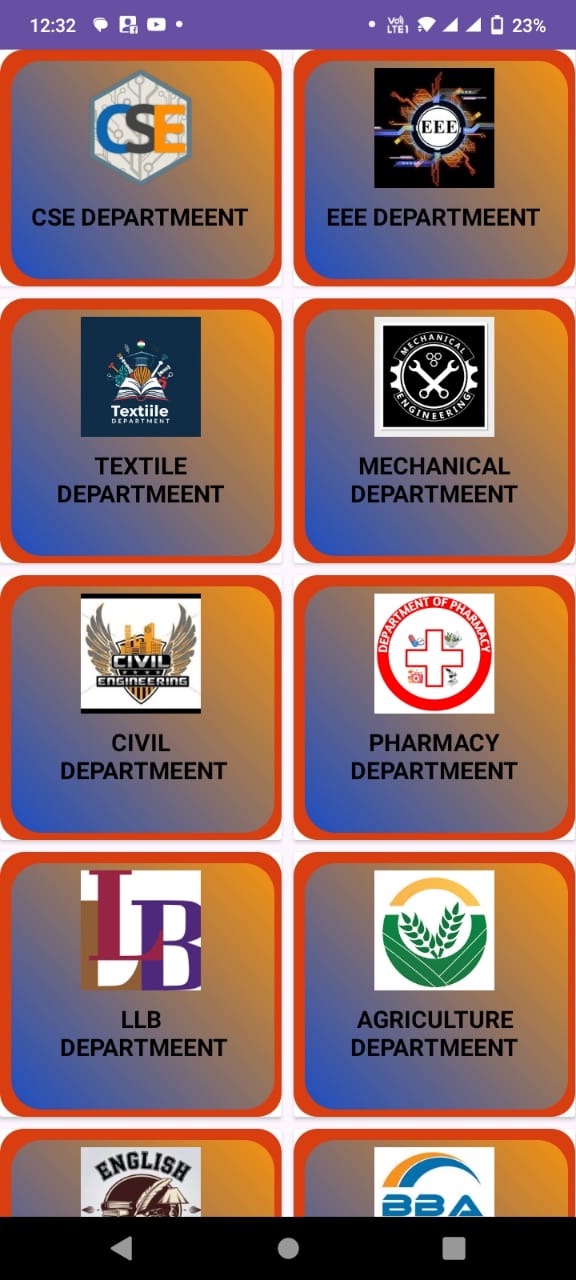 12:32
Vo)) LTE1
23%
CSE
EEE
CSE DEPARTMEENT
EEE DEPARTMEENT
Textiile
DEPARTMENT
MECHANICAL
ENGINEERING
TEXTILE
DEPARTMEENT
MECHANICAL
DEPARTMEENT
CIVIL
ENGINEERING
DEPARTMENT OF PHARMACY
CIVIL
DEPARTMEENT
PHARMACY
DEPARTMEENT
LLB
LLB
DEPARTMEENT
AGRICULTURE
DEPARTMEENT
ENGLISH
BBA